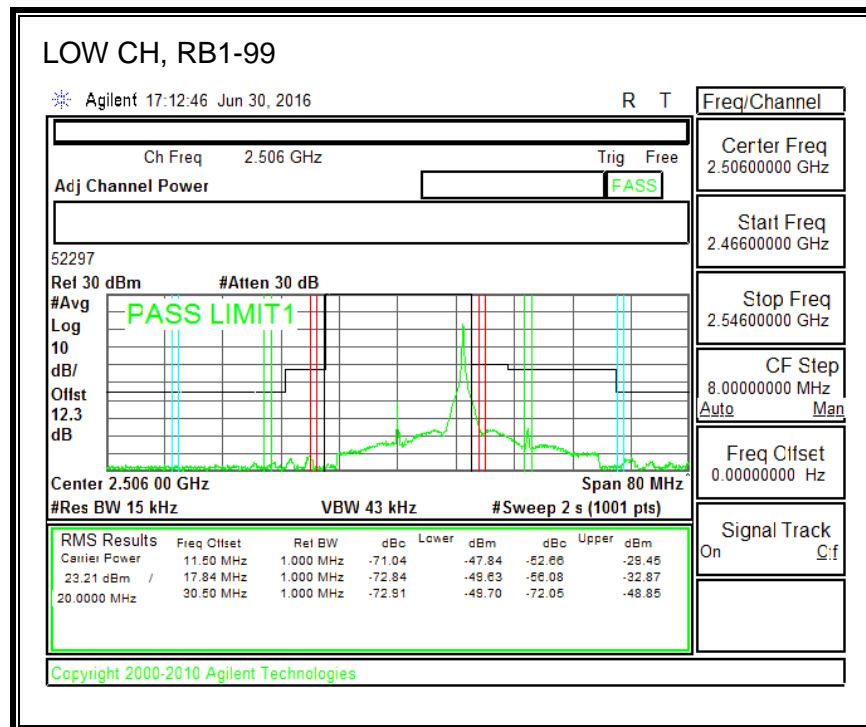 LOW CH, RB1-99
Agilent 17:12:46 Jun 30, 2016 R T
Freq/Channel
Ch Freq 2.506 GHz Trig Free
Adj Channel Power PASS
Center Freq
2.50600000 GHz
Start Freq
2.46600000 GHz
Stop Freq
2.54600000 GHz
CF Step
8.00000000 MHz
Auto Man
Freq Offset
0.00000000 Hz
Signal Track
On Off
52297
Ref 30 dBm #Atten 30 dB
#Avg
Log
10
dB/
Offst
12.3
dB
PASS LIMIT1
Center 2.506 00 GHz Span 80 MHz
#Res BW 15 kHz VBW 43 kHz #Sweep 2 s (1001 pts)
RMS Results Freq Offset Ref BW dBc Lower dBm dBc Upper dBm
Carrier Power 11.50 MHz 1.000 MHz -71.04 -47.84 -52.66 -29.45
23.21 dBm / 17.84 MHz 1.000 MHz -72.84 -49.63 -56.08 -32.87
20.0000 MHz 30.50 MHz 1.000 MHz -72.91 -49.70 -72.05 -48.85
Copyright 2000-2010 Agilent Technologies